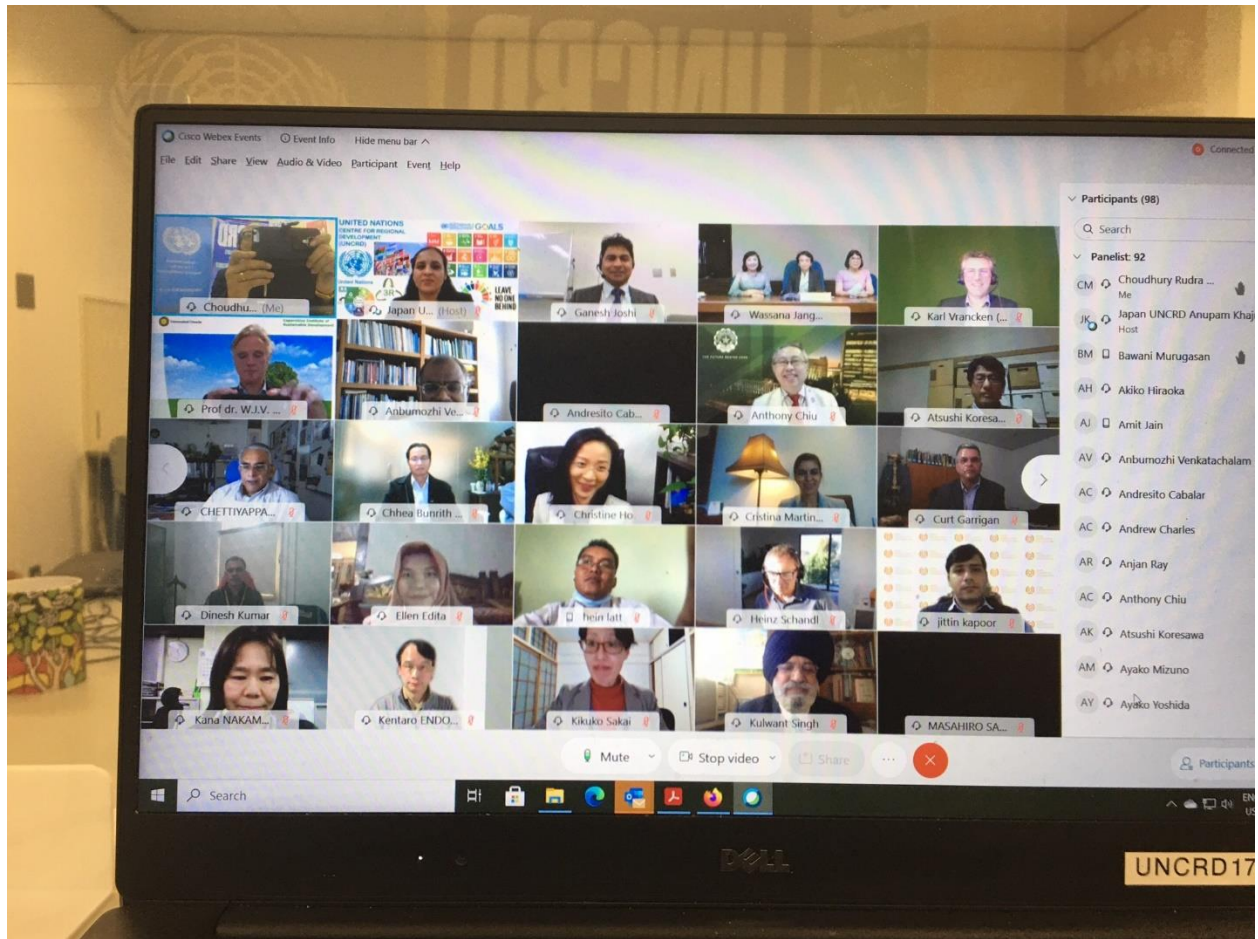 UNCRD
Cisco Webex Events Event Info Hide menu bar
Connected
File Edit Share View Audio & Video Participant Event Help
Participants (98)
Search
Panelist: 92
CM Choudhury Rudra ...
Me
JK Japan UNCRD Anupam Khaj
Host
BM Bawani Murugasan
AH Akiko Hiraoka
AJ Amit Jain
AV Anbumozhi Venkatachalam
AC Andresito Cabalar
AC Andrew Charles
AR Anjan Ray
AC Anthony Chiu
AK Atsushi Koresawa
AM Ayako Mizuno
AY Ayako Yoshida
UNITED NATIONS
CENTRE FOR REGIONAL
DEVELOPMENT
(UNCRD)
GOALS
3R
LEAVE
NO ONE
BEHIND
Choudhu... (Me)
Japan U... (Host)
Ganesh Joshi
Wassana Jang...
Karl Vrancken (...
Prof dr. W.I.V. ...
Anbumozhi Ve...
Andresito Cab...
Anthony Chiu
Atsushi Koresa...
CHETTIYAPPA...
Chhea Bunrith ...
Christine Ho
Cristina Martin...
Curt Garrigan
Dinesh Kumar
Ellen Edita
hein latt
Heinz Schandl
jittin kapoor
Kana NAKAM...
Kentaro ENDO...
Kikuko Sakai
Kulwant Singh
MASAHIRO SA...
Mute
Stop video
Share
Participants
Search
EN
US
DELL
UNCRD17